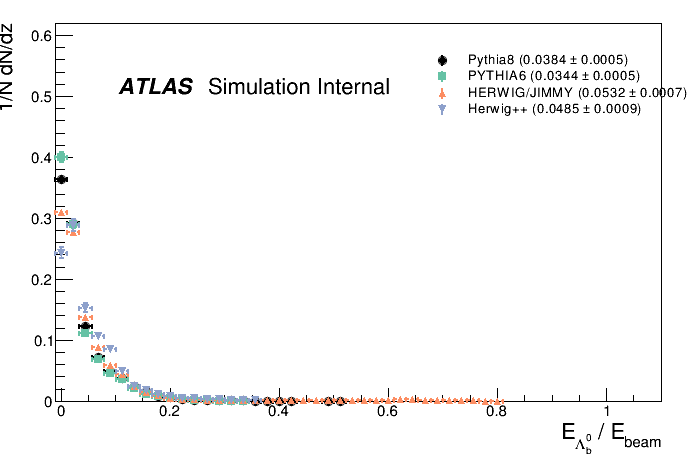 1/N dN/dz
0.6
0.5
0.4
0.3
0.2
0.1
0
ATLAS Simulation Internal
Pythia8 (0.0384 ± 0.0005)
PYTHIA6 (0.0344 ± 0.0005)
HERWIG/JIMMY (0.0532 ± 0.0007)
Herwig++ (0.0485 ± 0.0009)
0 0.2 0.4 0.6 0.8 1
E_{Λ_b^0} / E_{beam}